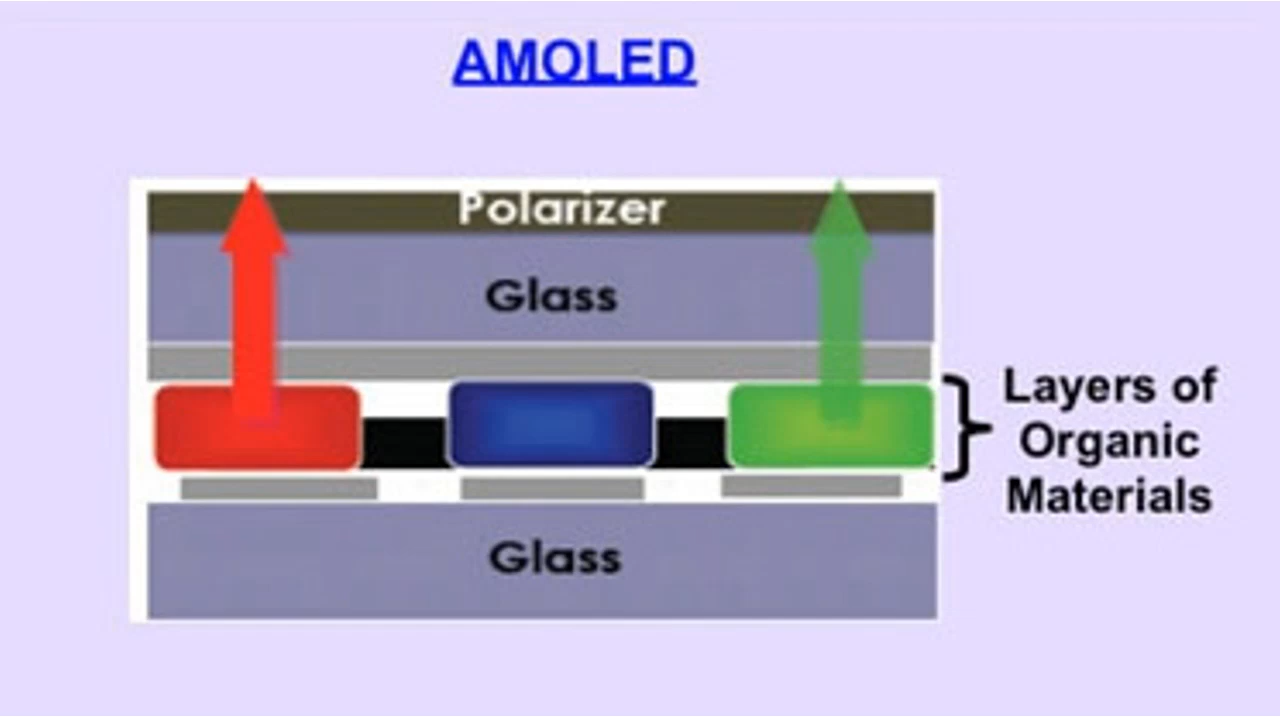 AMOLED
Polarizer
Glass
Layers of
Organic
Materials
Glass